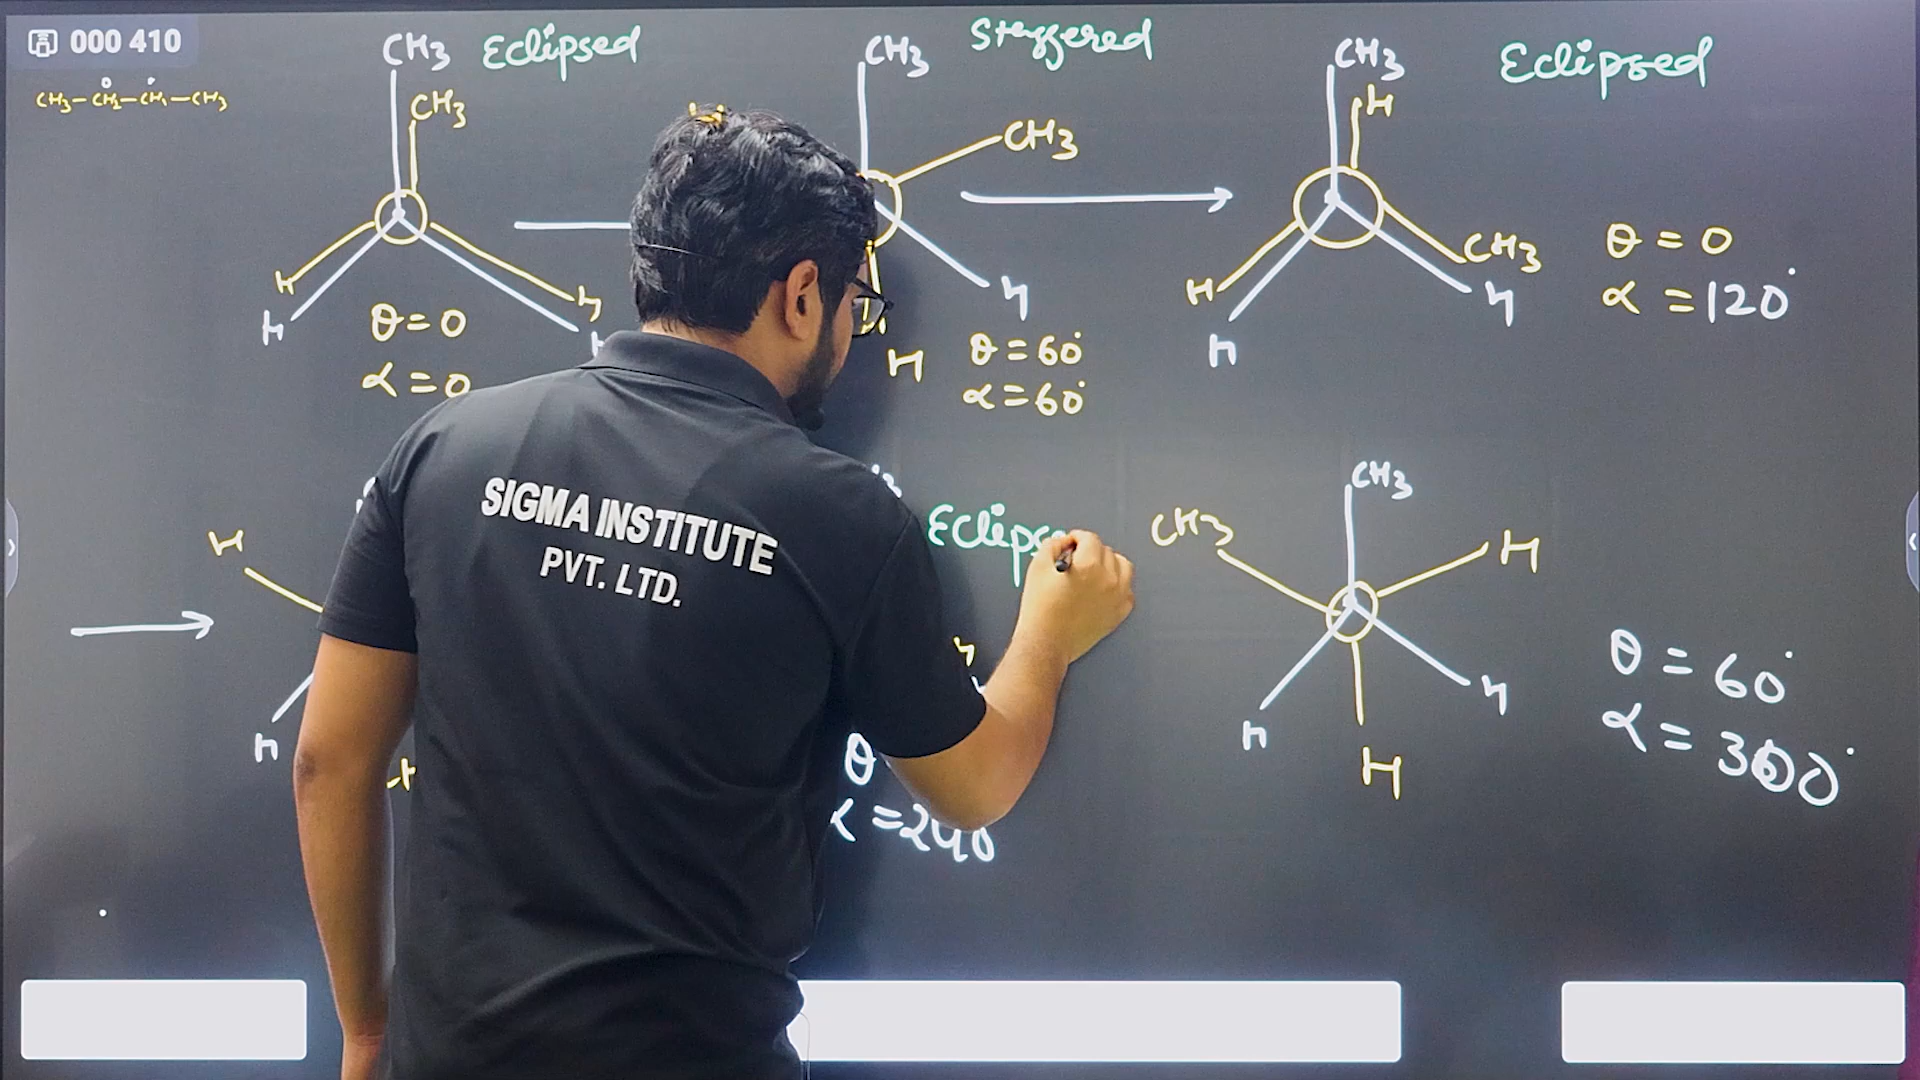 000 410
CH3-CH2-CH2-CH3
CH3 Eclipsed
CH3
H H
H
θ=0
α=0
CH3 Staggered
CH3
H
H
θ=60°
α=60°
CH3 Eclipsed
H
H CH3
H H
θ=0
α=120°
H
H
Eclips
H
α=240
CH3
CH3 H
H H
H
θ=60°
α=300°
SIGMA INSTITUTE
PVT. LTD.